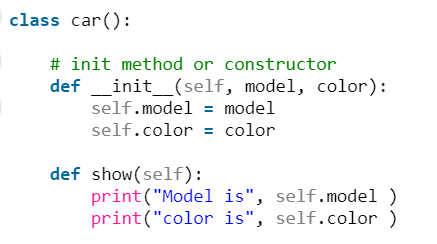 class car():
# init method or constructor
def __init__(self, model, color):
self.model = model
self.color = color
def show(self):
print("Model is", self.model )
print("color is", self.color )